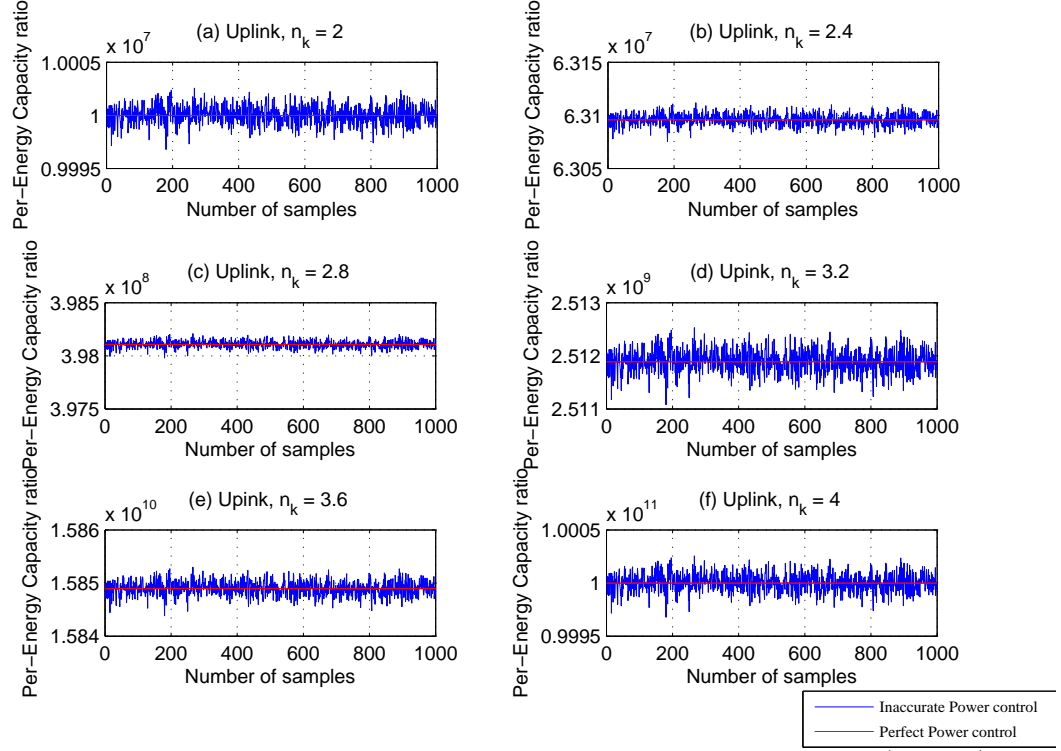 (a) Uplink, n_k = 2
x 10^7
Per-Energy Capacity ratio
1.0005
1
0.9995
0 200 400 600 800 1000
Number of samples
(b) Uplink, n_k = 2.4
x 10^7
Per-Energy Capacity ratio
6.315
6.31
6.305
0 200 400 600 800 1000
Number of samples
(c) Uplink, n_k = 2.8
x 10^8
Per-Energy Capacity ratio
3.985
3.98
3.975
0 200 400 600 800 1000
Number of samples
(d) Upink, n_k = 3.2
x 10^9
Per-Energy Capacity ratio
2.513
2.512
2.511
0 200 400 600 800 1000
Number of samples
(e) Upink, n_k = 3.6
x 10^10
Per-Energy Capacity ratio
1.586
1.585
1.584
0 200 400 600 800 1000
Number of samples
(f) Uplink, n_k = 4
x 10^11
Per-Energy Capacity ratio
1.0005
1
0.9995
0 200 400 600 800 1000
Number of samples
Inaccurate Power control
Perfect Power control